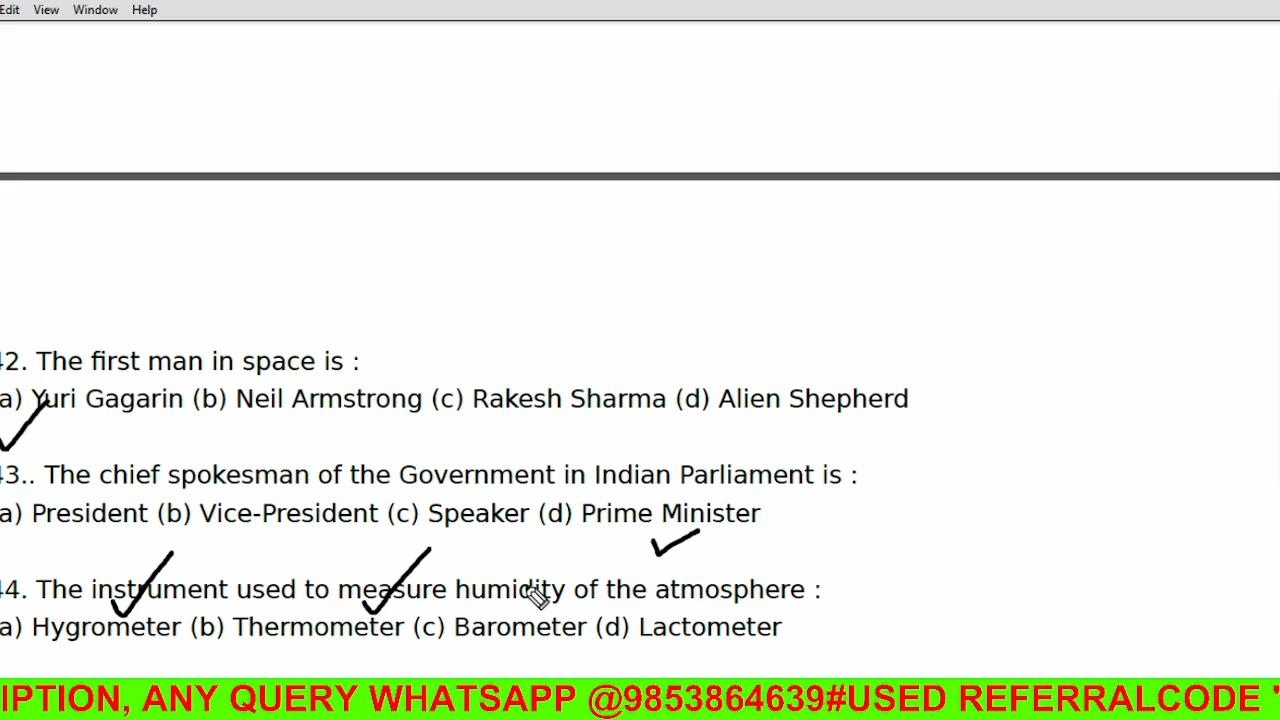 Edit View Window Help
42. The first man in space is :
a) Yuri Gagarin (b) Neil Armstrong (c) Rakesh Sharma (d) Alien Shepherd
43.. The chief spokesman of the Government in Indian Parliament is :
a) President (b) Vice-President (c) Speaker (d) Prime Minister
44. The instrument used to measure humidity of the atmosphere :
a) Hygrometer (b) Thermometer (c) Barometer (d) Lactometer
IPTION, ANY QUERY WHATSAPP @9853864639#USED REFERRALCODE "